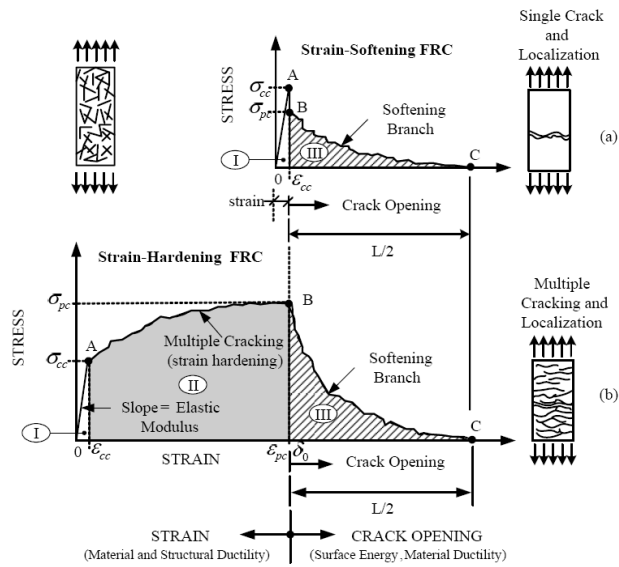 Strain-Softening FRC
Single Crack
and
Localization
STRESS
σcc
A
σpc
B
Softening
Branch
(a)
I
III
C
0
εcc
strain
Crack Opening
L/2
Strain-Hardening FRC
STRESS
σpc
B
Multiple
Cracking and
Localization
A
σcc
Multiple Cracking
(strain hardening)
Softening
Branch
(b)
II
III
Slope = Elastic
Modulus
I
C
0
εcc
STRAIN
εpc
δ0
Crack Opening
L/2
STRAIN
CRACK OPENING
(Material and Structural Ductility)
(Surface Energy, Material Ductility)